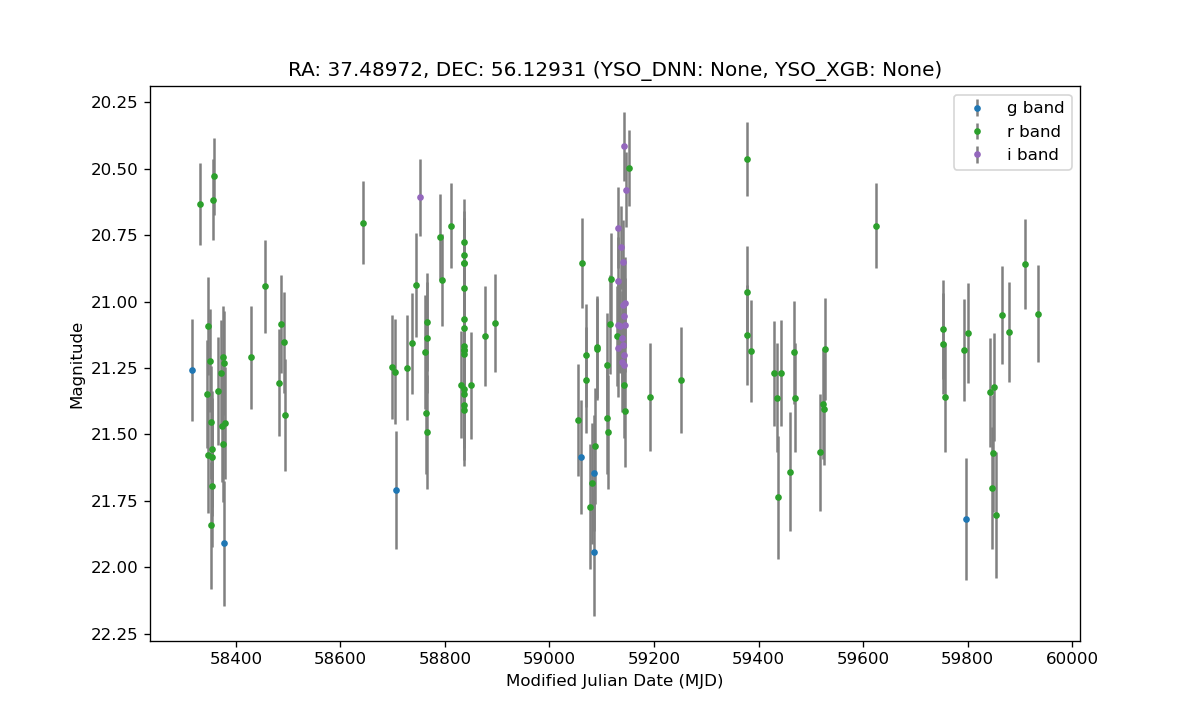 RA: 37.48972, DEC: 56.12931 (YSO_DNN: None, YSO_XGB: None)
g band
r band
i band
20.25
20.50
20.75
21.00
21.25
21.50
21.75
22.00
22.25
Magnitude
58400 58600 58800 59000 59200 59400 59600 59800 60000
Modified Julian Date (MJD)